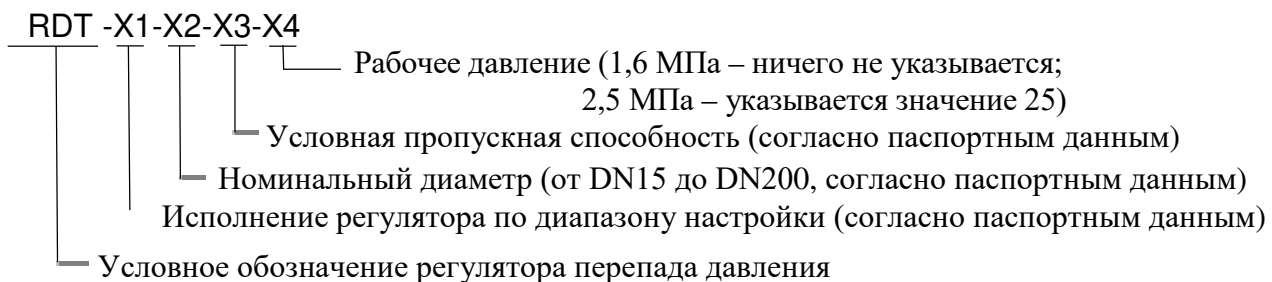 RDT -X1-X2-X3-X4
Рабочее давление (1,6 МПа – ничего не указывается;
2,5 МПа – указывается значение 25)
Условная пропускная способность (согласно паспортным данным)
Номинальный диаметр (от DN15 до DN200, согласно паспортным данным)
Исполнение регулятора по диапазону настройки (согласно паспортным данным)
Условное обозначение регулятора перепада давления